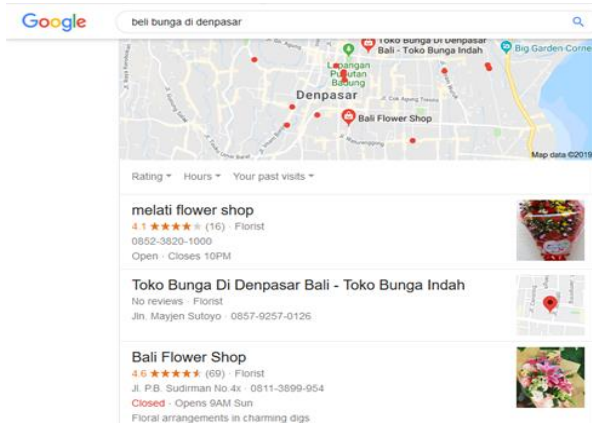 Google
beli bunga di denpasar
Toko Bunga Di Denpasar
Bali - Toko Bunga Indah
Big Garden Corne
Lapangan
Puputan
Badung
Denpasar
Jl. Cok Agung Tresna
Bali Flower Shop
Map data ©2019
Rating Hours Your past visits
melati flower shop
4.1 (16) · Florist
0852-3820-1000
Open · Closes 10PM
Toko Bunga Di Denpasar Bali - Toko Bunga Indah
No reviews · Florist
Jln. Mayjen Sutoyo · 0857-9257-0126
Bali Flower Shop
4.6 (69) · Florist
Jl. P.B. Sudirman No.4x · 0811-3899-954
Closed · Opens 9AM Sun
Floral arrangements in charming digs